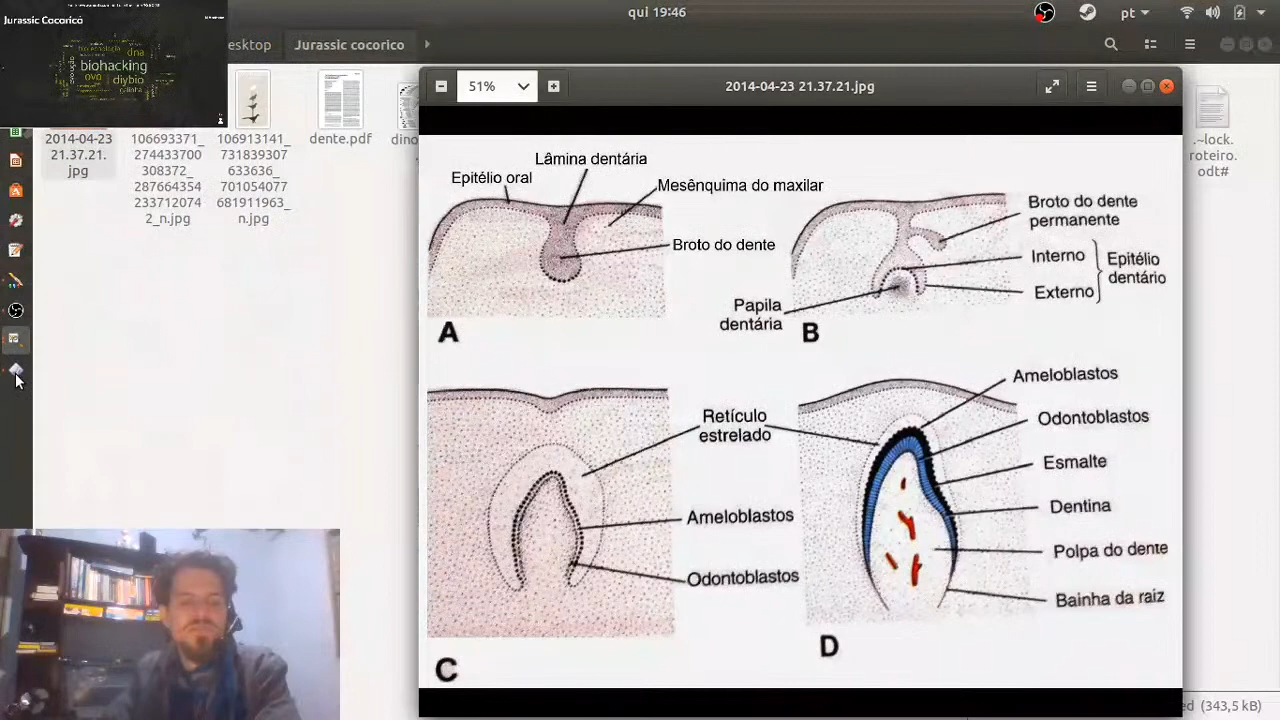 qui 19:46
pt
Jurassic Cocoricó
esktop
Jurassic cocorico
biohacking
dna
ovo
diybio
51%
2014-04-23 21.37.21.jpg
2014-04-23
21.37.21.
jpg
106693371_
274433700
308372_
287664354
233712074
2_n.jpg
106913141_
731839307
633636_
701054077
681911963_
n.jpg
dente.pdf
dino
.~lock.
roteiro.
odt#
Epitélio oral
Lâmina dentária
Mesênquima do maxilar
Broto do dente
A
Broto do dente
permanente
Interno
Epitélio
dentário
Externo
Papila
dentária
B
Retículo
estrelado
Ameloblastos
Odontoblastos
C
Ameloblastos
Odontoblastos
Esmalte
Dentina
Polpa do dente
Bainha da raiz
D
ed (343,5 kB)